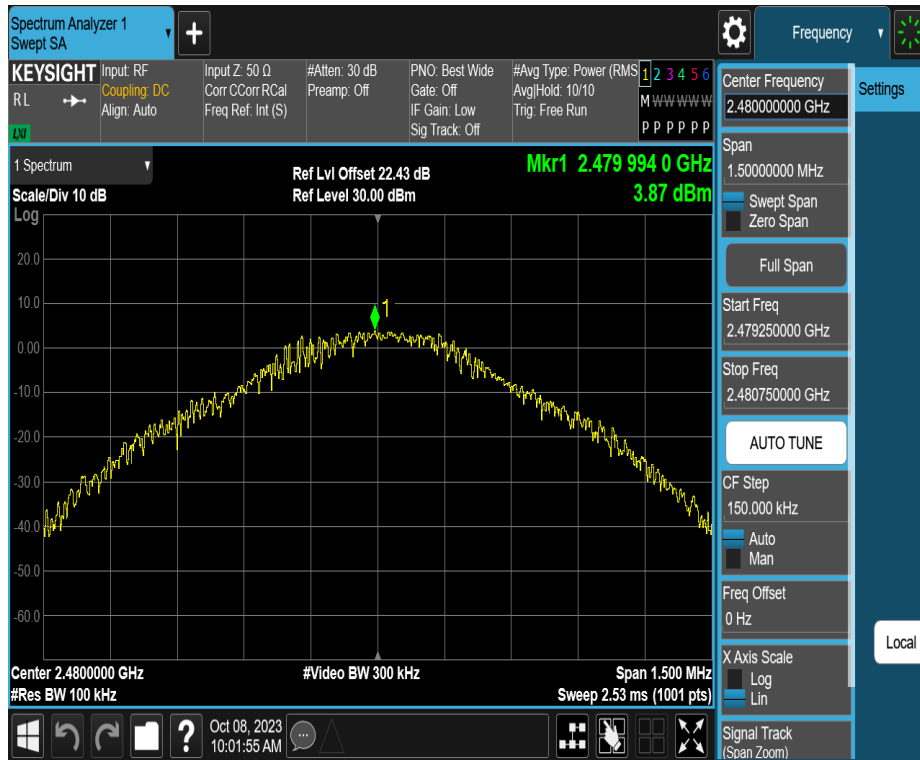 Spectrum Analyzer 1
Swept SA
Frequency
KEYSIGHT
R L
LXI
Input: RF
Coupling: DC
Align: Auto
Input Z: 50 Ω
Corr CCorr RCal
Freq Ref: Int (S)
#Atten: 30 dB
Preamp: Off
PNO: Best Wide
Gate: Off
IF Gain: Low
Sig Track: Off
#Avg Type: Power (RMS
Avg|Hold: 10/10
Trig: Free Run
1 2 3 4 5 6
M W W W W W
P P P P P P
1 Spectrum
Scale/Div 10 dB
Log
Ref Lvl Offset 22.43 dB
Ref Level 30.00 dBm
Mkr1 2.479 994 0 GHz
3.87 dBm
20.0
10.0
0.00
-10.0
-20.0
-30.0
-40.0
-50.0
-60.0
1
Center 2.4800000 GHz
#Res BW 100 kHz
#Video BW 300 kHz
Span 1.500 MHz
Sweep 2.53 ms (1001 pts)
Oct 08, 2023
10:01:55 AM
Center Frequency
2.480000000 GHz
Span
1.50000000 MHz
Swept Span
Zero Span
Full Span
Start Freq
2.479250000 GHz
Stop Freq
2.480750000 GHz
AUTO TUNE
CF Step
150.000 kHz
Auto
Man
Freq Offset
0 Hz
X Axis Scale
Log
Lin
Signal Track
(Span Zoom)
Settings
Local